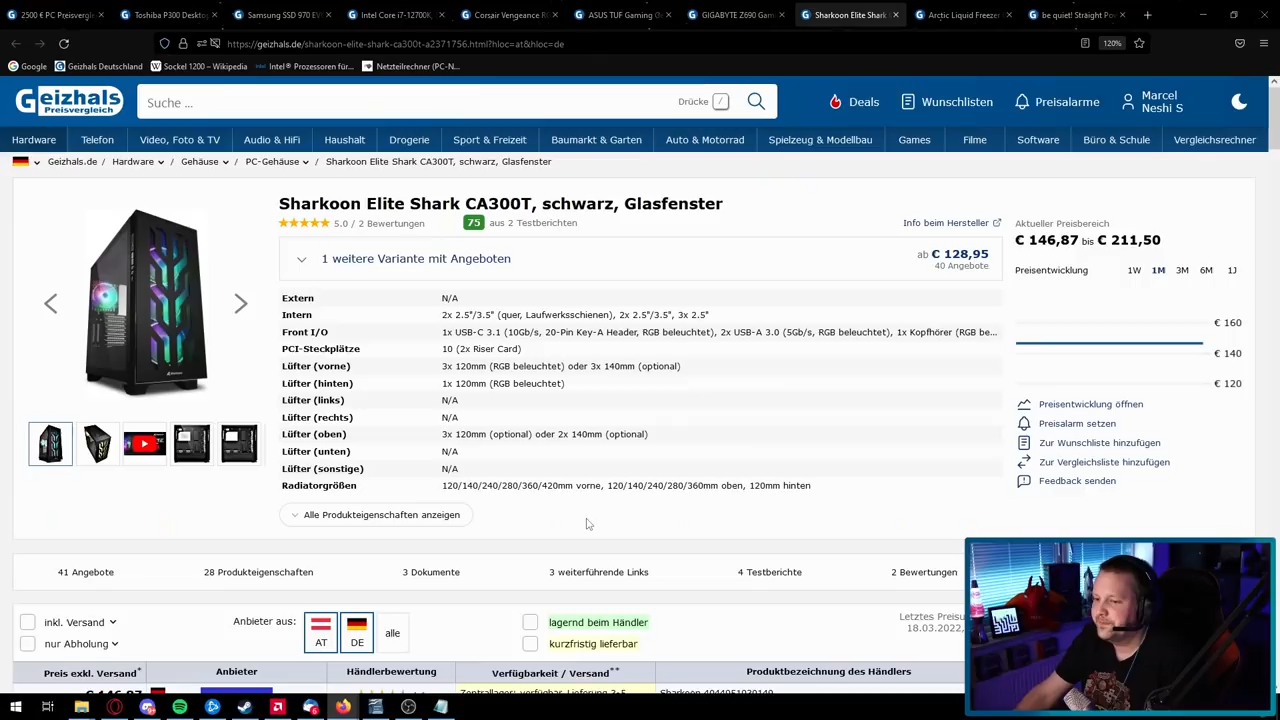 2500 € PC Preisvergleich
Toshiba P300 Desktop
Samsung SSD 970 EV
Intel Core i7-12700K,
Corsair Vengeance R
ASUS TUF Gaming
GIGABYTE Z690 Gam
Sharkoon Elite Shark
Arctic Liquid Freezer
be quiet! Straight Pow
https://geizhals.de/sharkoon-elite-shark-ca300t-a2371756.html?hloc=at&hloc=de
120%
Google
Geizhals Deutschland
Sockel 1200 – Wikipedia
Intel® Prozessoren für...
Netzteilrechner (PC-N...
Geizhals
Preisvergleich
Suche ...
Drücke /
Deals
Wunschlisten
Preisalarme
Marcel
Neshi S
Hardware
Telefon
Video, Foto & TV
Audio & HiFi
Haushalt
Drogerie
Sport & Freizeit
Baumarkt & Garten
Auto & Motorrad
Spielzeug & Modellbau
Games
Filme
Software
Büro & Schule
Vergleichsrechner
Geizhals.de / Hardware / Gehäuse / PC-Gehäuse / Sharkoon Elite Shark CA300T, schwarz, Glasfenster
Sharkoon Elite Shark CA300T, schwarz, Glasfenster
5.0 / 2 Bewertungen
75 aus 2 Testberichten
Info beim Hersteller
1 weitere Variante mit Angeboten
ab € 128,95
40 Angebote
Extern N/A
Intern 2x 2.5"/3.5" (quer, Laufwerksschienen), 2x 2.5"/3.5", 3x 2.5"
Front I/O 1x USB-C 3.1 (10Gb/s, 20-Pin Key-A Header, RGB beleuchtet), 2x USB-A 3.0 (5Gb/s, RGB beleuchtet), 1x Kopfhörer (RGB be...
PCI-Steckplätze 10 (2x Riser Card)
Lüfter (vorne) 3x 120mm (RGB beleuchtet) oder 3x 140mm (optional)
Lüfter (hinten) 1x 120mm (RGB beleuchtet)
Lüfter (links) N/A
Lüfter (rechts) N/A
Lüfter (oben) 3x 120mm (optional) oder 2x 140mm (optional)
Lüfter (unten) N/A
Lüfter (sonstige) N/A
Radiatorgrößen 120/140/240/280/360/420mm vorne, 120/140/240/280/360mm oben, 120mm hinten
Alle Produkteigenschaften anzeigen
Aktueller Preisbereich
€ 146,87 bis € 211,50
Preisentwicklung 1W 1M 3M 6M 1J
€ 160
€ 140
€ 120
Preisentwicklung öffnen
Preisalarm setzen
Zur Wunschliste hinzufügen
Zur Vergleichsliste hinzufügen
Feedback senden
41 Angebote
28 Produkteigenschaften
3 Dokumente
3 weiterführende Links
4 Testberichte
2 Bewertungen
inkl. Versand
nur Abholung
Anbieter aus:
AT
DE
alle
lagernd beim Händler
kurzfristig lieferbar
Letztes Preisu
18.03.2022,
Preis exkl. Versand*
Anbieter
Händlerbewertung
Verfügbarkeit / Versand**
Produktbezeichnung des Händlers